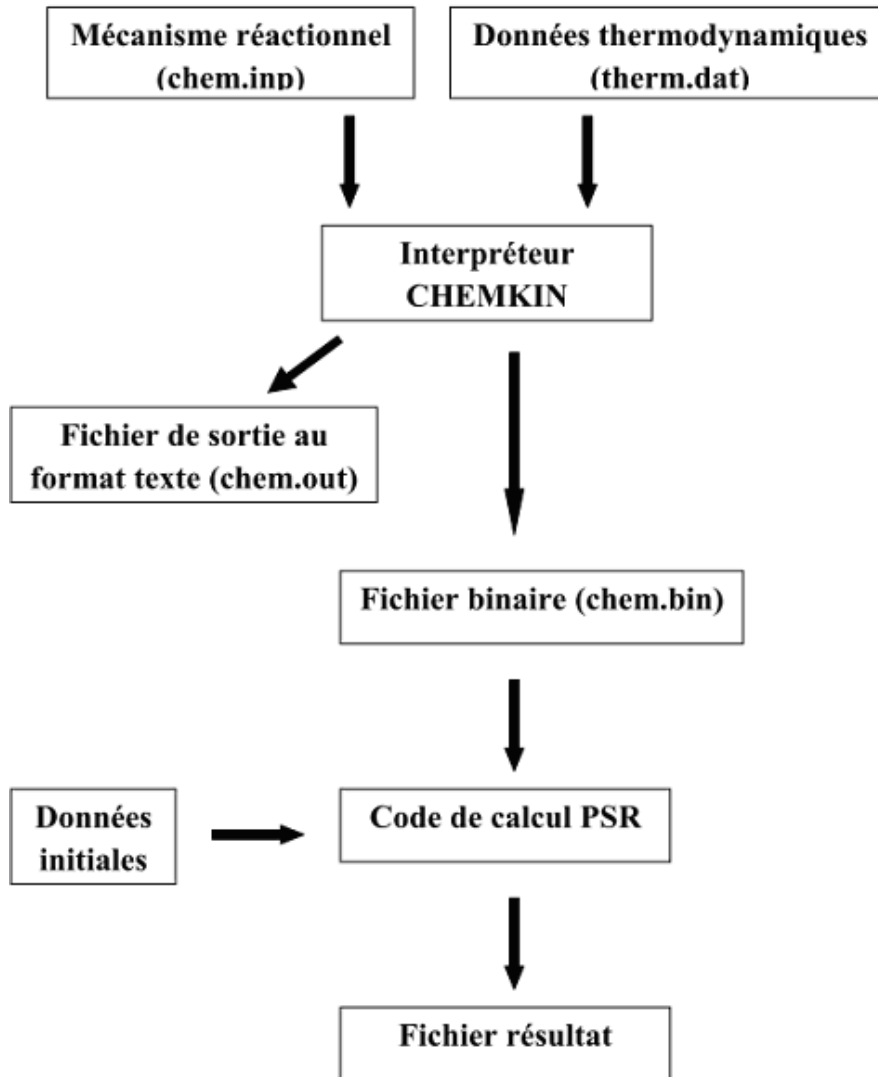 Mécanisme réactionnel
(chem.inp)
Données thermodynamiques
(therm.dat)
Interpréteur
CHEMKIN
Fichier de sortie au
format texte (chem.out)
Fichier binaire (chem.bin)
Données
initiales
Code de calcul PSR
Fichier résultat